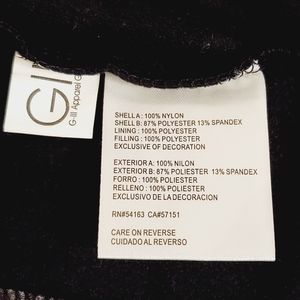 GIII
G-III Apparel G
SHELL A: 100% NYLON
SHELL B: 87% POLYESTER 13% SPANDEX
LINING : 100% POLYESTER
FILLING : 100% POLYESTER
EXCLUSIVE OF DECORATION
EXTERIOR A: 100% NILON
EXTERIOR B: 87% POLIESTER 13% SPANDEX
FORRO : 100% POLIESTER
RELLENO : 100% POLIESTER
EXCLUSIVO DE LA DECORACION
RN#54163 CA#57151
CARE ON REVERSE
CUIDADO AL REVERSO